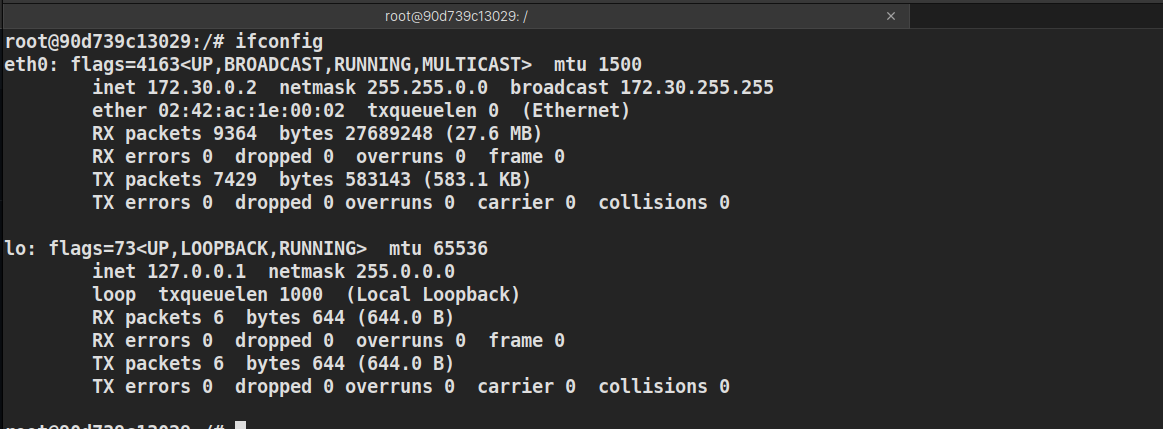 root@90d739c13029: /
root@90d739c13029:/# ifconfig
eth0: flags=4163<UP,BROADCAST,RUNNING,MULTICAST>  mtu 1500
        inet 172.30.0.2  netmask 255.255.0.0  broadcast 172.30.255.255
        ether 02:42:ac:1e:00:02  txqueuelen 0  (Ethernet)
        RX packets 9364  bytes 27689248 (27.6 MB)
        RX errors 0  dropped 0  overruns 0  frame 0
        TX packets 7429  bytes 583143 (583.1 KB)
        TX errors 0  dropped 0 overruns 0  carrier 0  collisions 0
lo: flags=73<UP,LOOPBACK,RUNNING>  mtu 65536
        inet 127.0.0.1  netmask 255.0.0.0
        loop  txqueuelen 1000  (Local Loopback)
        RX packets 6  bytes 644 (644.0 B)
        RX errors 0  dropped 0  overruns 0  frame 0
        TX packets 6  bytes 644 (644.0 B)
        TX errors 0  dropped 0 overruns 0  carrier 0  collisions 0
root@90d739c13029:/#